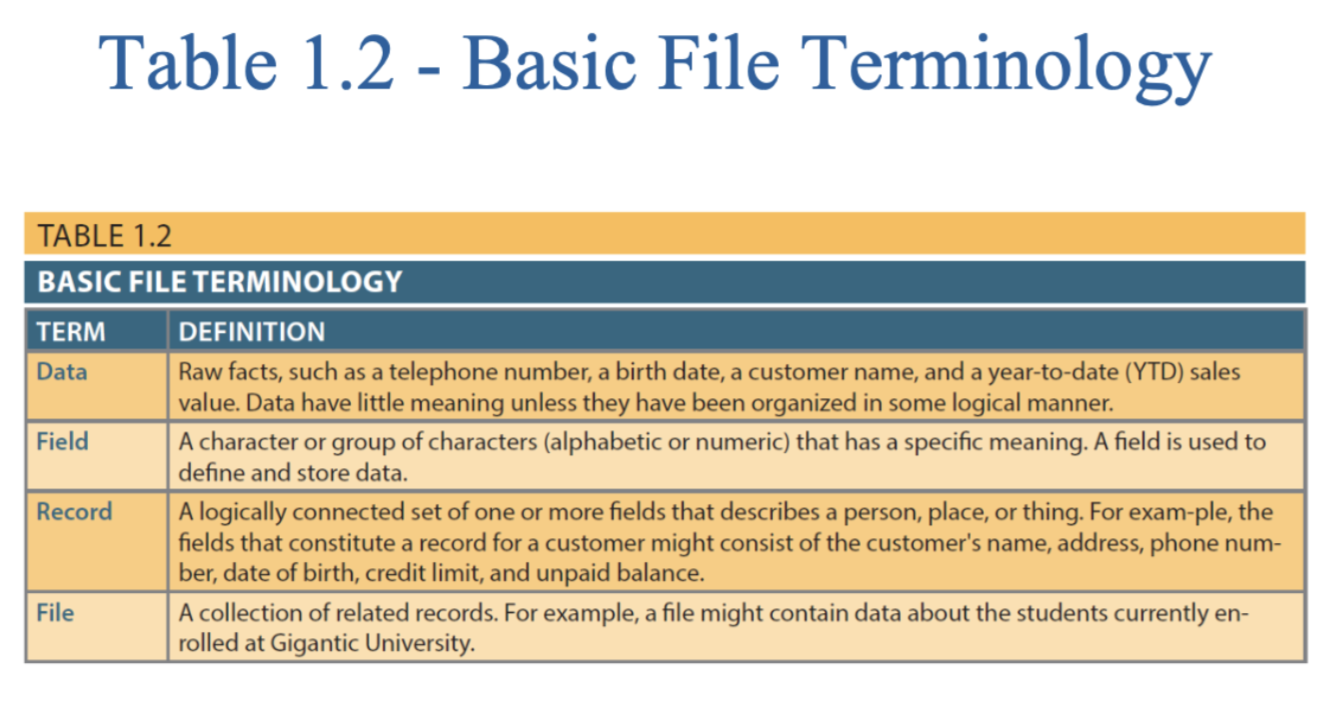 Table 1.2 - Basic File Terminology
TABLE 1.2
BASIC FILE TERMINOLOGY
TERM DEFINITION
Data Raw facts, such as a telephone number, a birth date, a customer name, and a year-to-date (YTD) sales
value. Data have little meaning unless they have been organized in some logical manner.
Field A character or group of characters (alphabetic or numeric) that has a specific meaning. A field is used to
define and store data.
Record A logically connected set of one or more fields that describes a person, place, or thing. For exam-ple, the
fields that constitute a record for a customer might consist of the customer's name, address, phone num-
ber, date of birth, credit limit, and unpaid balance.
File A collection of related records. For example, a file might contain data about the students currently en-
rolled at Gigantic University.